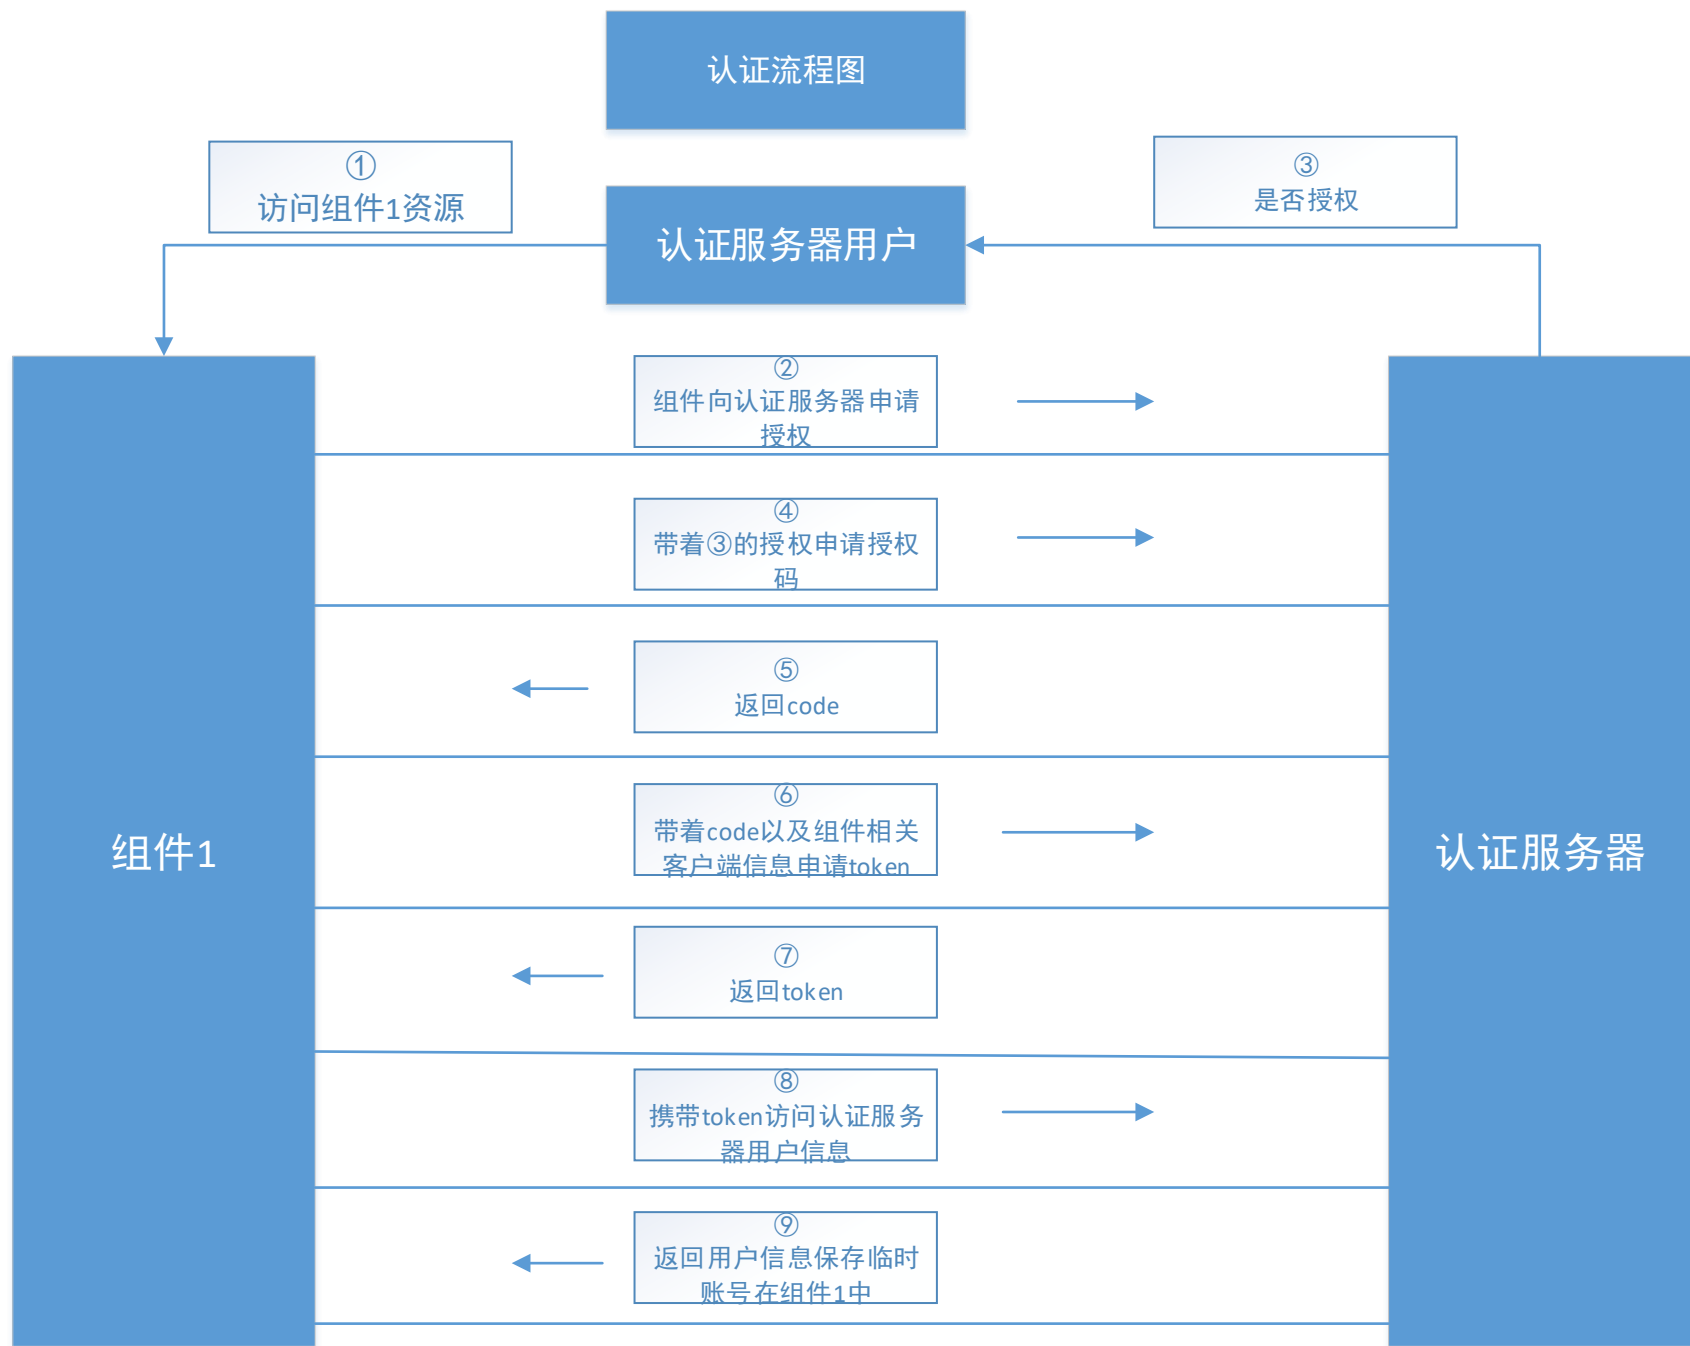 认证流程图
①
访问组件1资源
③
是否授权
认证服务器用户
②
组件向认证服务器申请
授权
④
带着③的授权申请授权
码
⑤
返回code
⑥
带着code以及组件相关
客户端信息申请token
组件1
认证服务器
⑦
返回token
⑧
携带token访问认证服务
器用户信息
⑨
返回用户信息保存临时
账号在组件1中